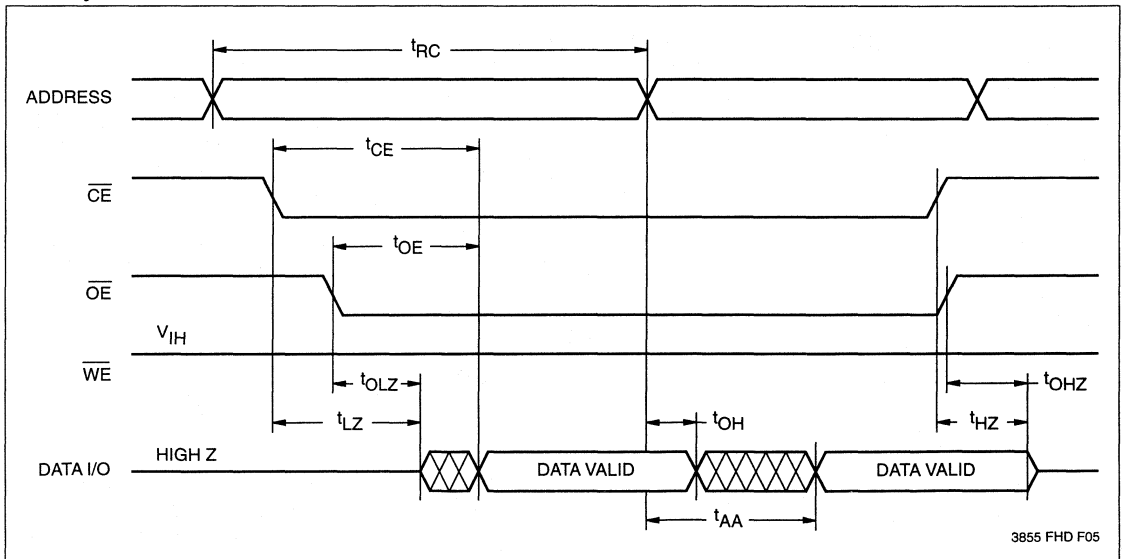 tRC
ADDRESS
tCE
CE
tOE
OE
VIH
WE
tOLZ
tOHZ
tLZ
tOH
tHZ
HIGH Z
DATA I/O
DATA VALID
DATA VALID
tAA
3855 FHD F05